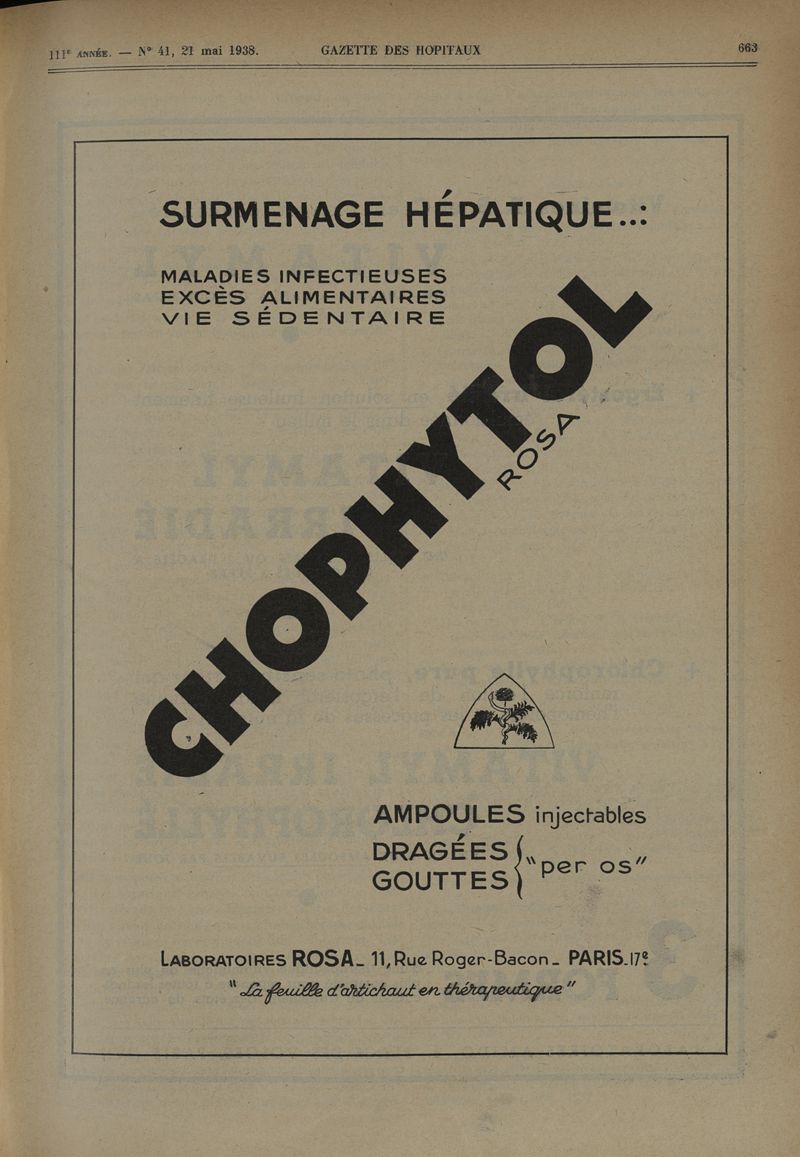 111e ANNÉE. — N° 41, 21 mai 1938. GAZETTE DES HOPITAUX 663
SURMENAGE HÉPATIQUE..:
MALADIES INFECTIEUSES
EXCÈS ALIMENTAIRES
VIE SÉDENTAIRE
CHOPHYTOL
ROSA
AMPOULES injectables
DRAGÉES
GOUTTES
"per os"
LABORATOIRES ROSA_ 11, Rue Roger-Bacon_ PARIS_17e
"La feuille d'artichaut en thérapeutique"